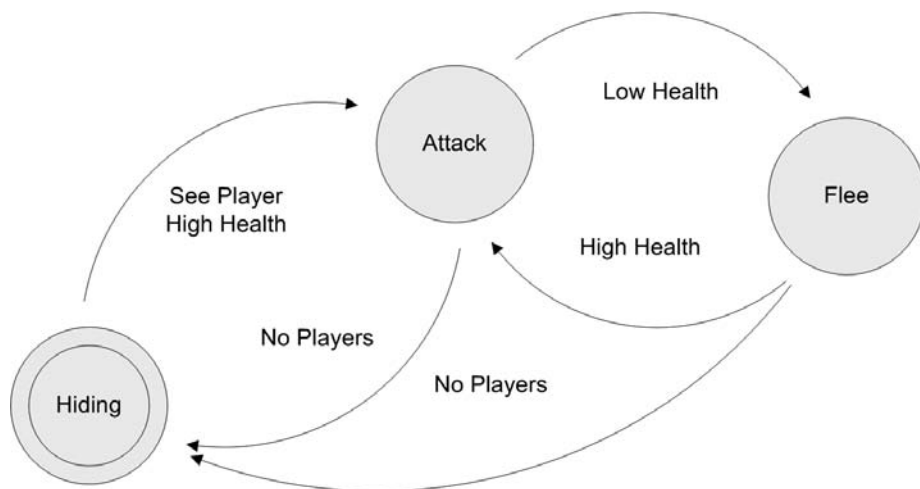 Low Health
Attack
See Player
High Health
Flee
High Health
No Players
No Players
Hiding